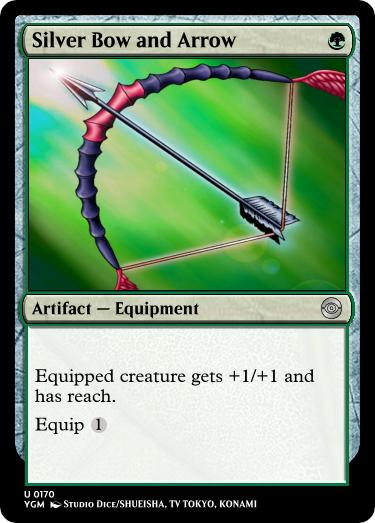 Silver Bow and Arrow
Artifact — Equipment
Equipped creature gets +1/+1 and
has reach.
Equip 1
U 0170
YGM Studio Dice/SHUEISHA, TV TOKYO, KONAMI